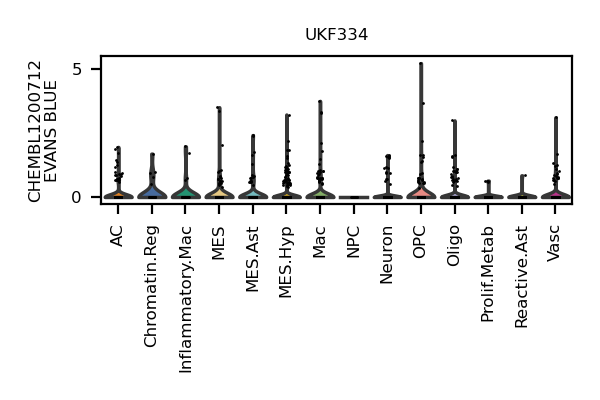 UKF334
CHEMBL1200712
EVANS BLUE
5
0
AC
Chromatin.Reg
Inflammatory.Mac
MES
MES.Ast
MES.Hyp
Mac
NPC
Neuron
OPC
Oligo
Prolif.Metab
Reactive.Ast
Vasc